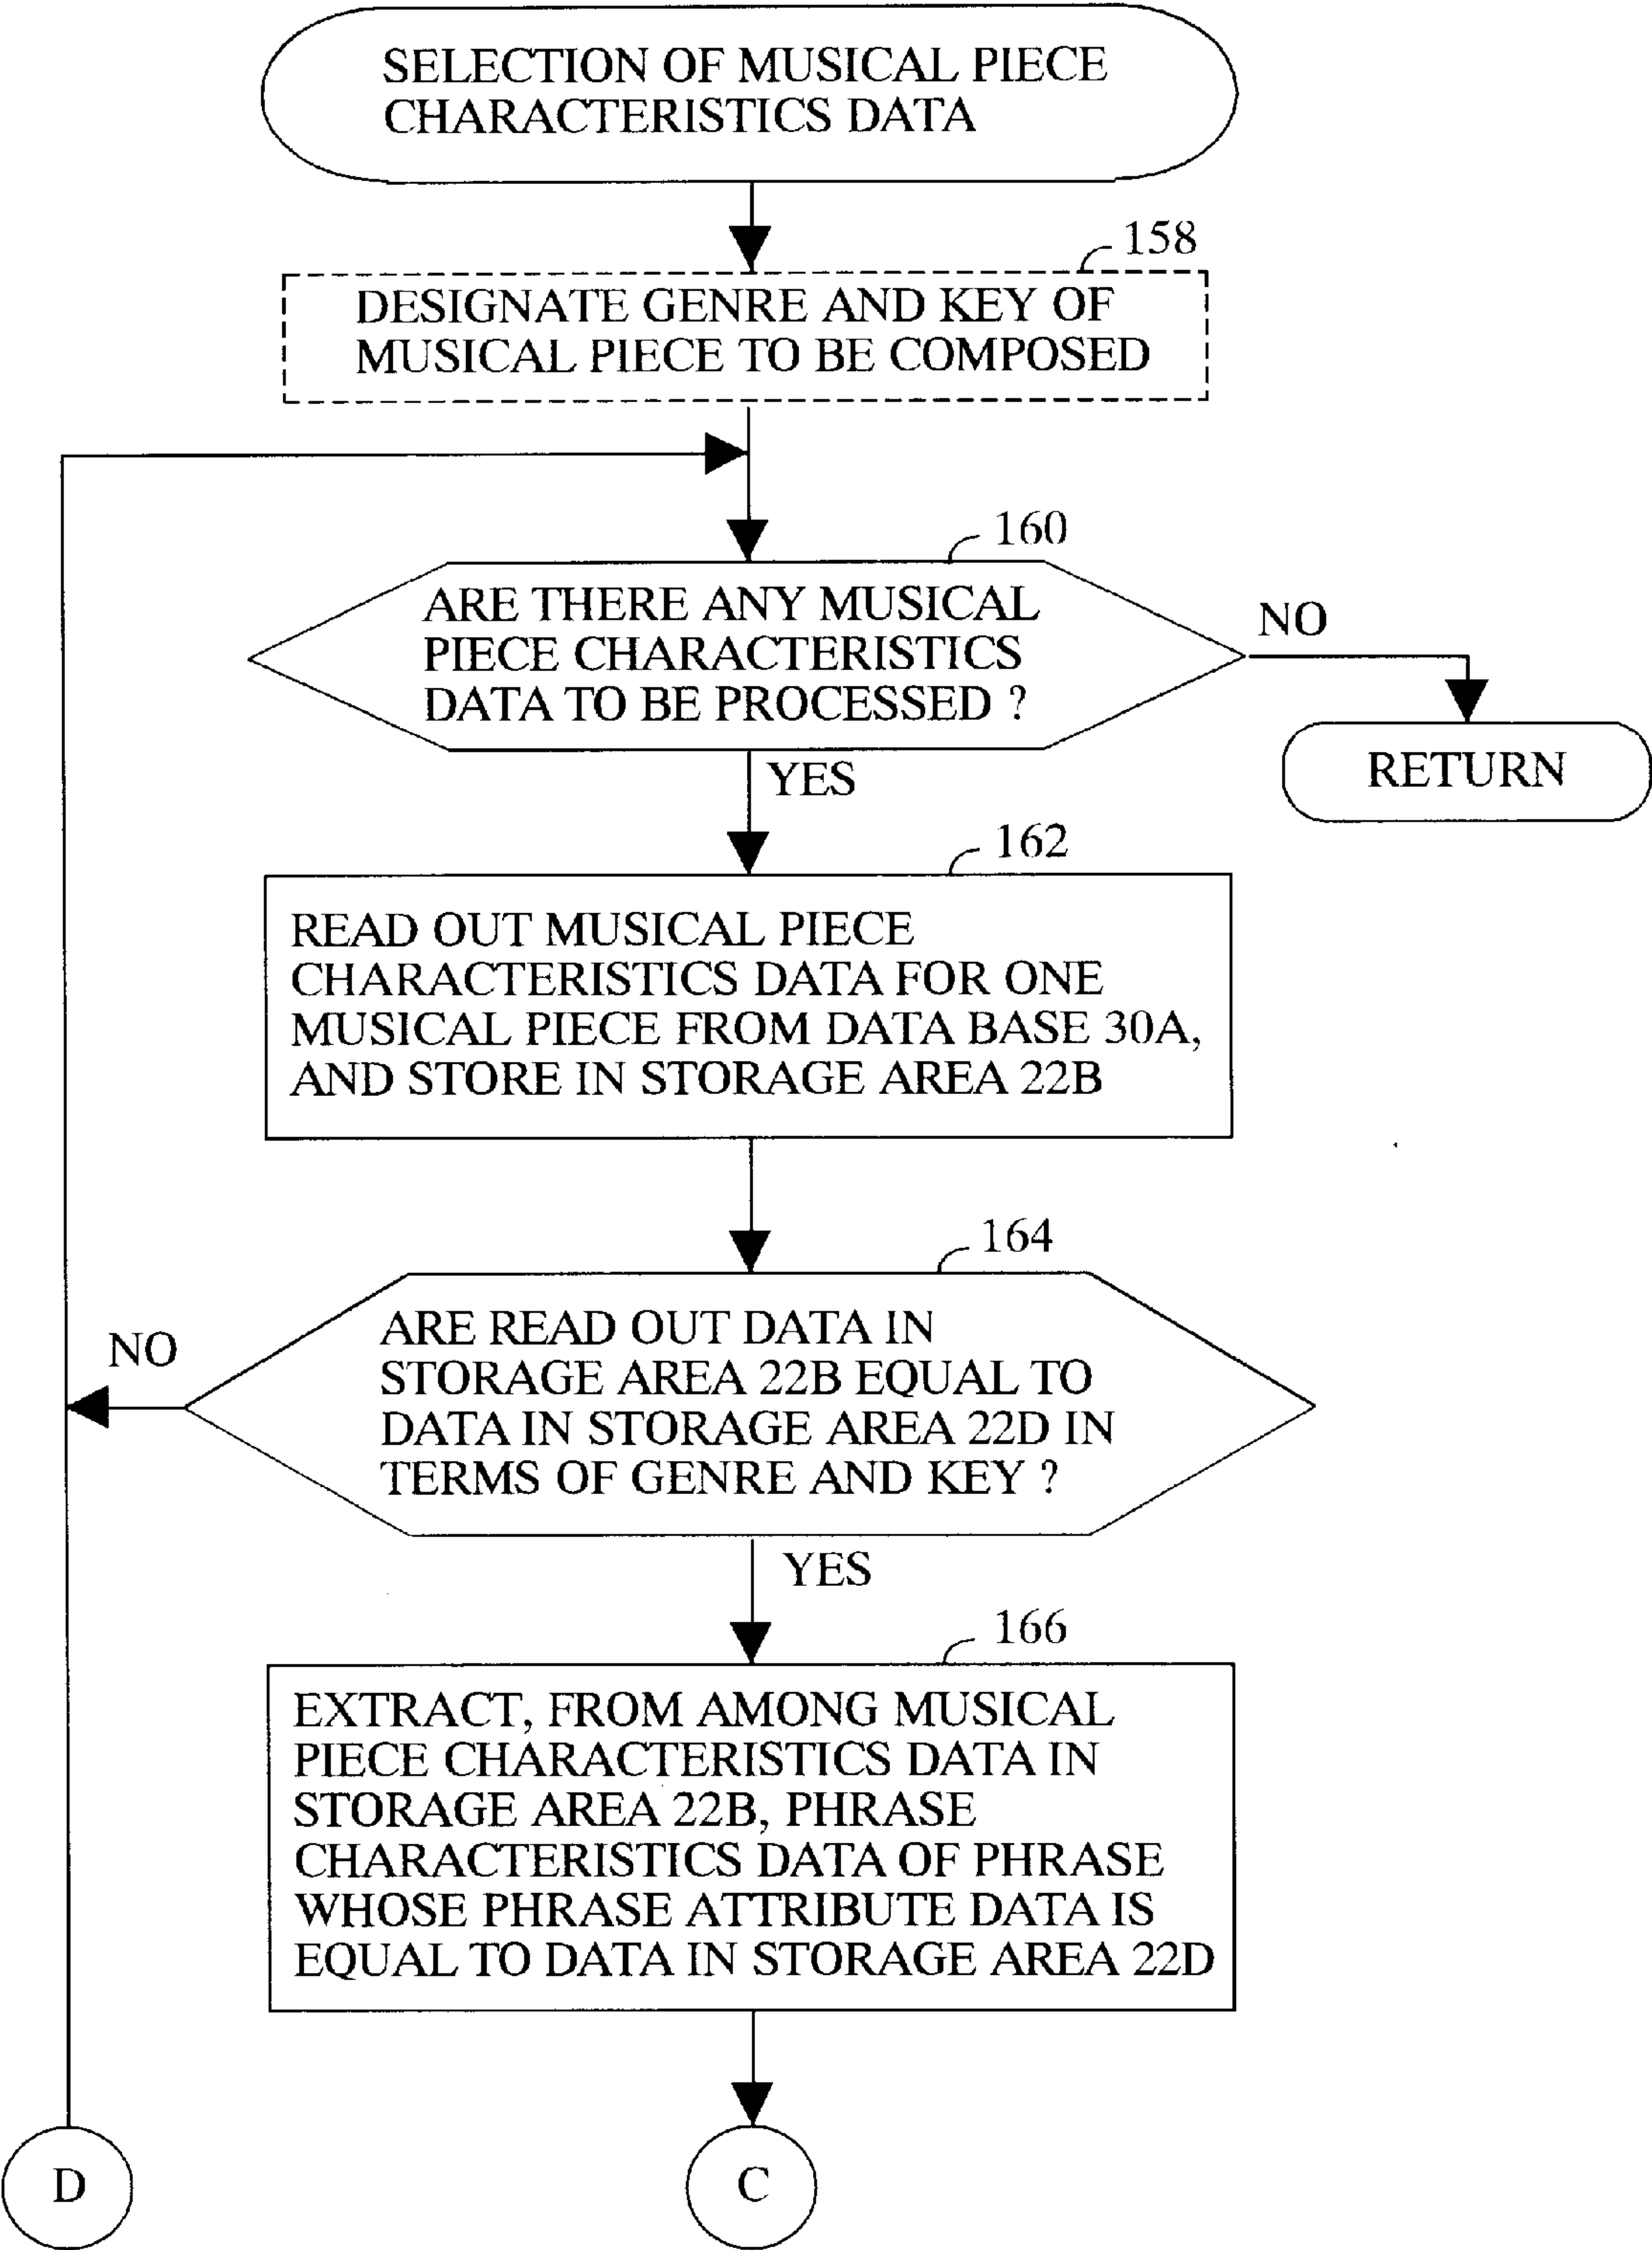 SELECTION OF MUSICAL PIECE
CHARACTERISTICS DATA
158
DESIGNATE GENRE AND KEY OF
MUSICAL PIECE TO BE COMPOSED
160
ARE THERE ANY MUSICAL
PIECE CHARACTERISTICS
DATA TO BE PROCESSED ?
NO
RETURN
YES
162
READ OUT MUSICAL PIECE
CHARACTERISTICS DATA FOR ONE
MUSICAL PIECE FROM DATA BASE 30A,
AND STORE IN STORAGE AREA 22B
164
ARE READ OUT DATA IN
STORAGE AREA 22B EQUAL TO
DATA IN STORAGE AREA 22D IN
TERMS OF GENRE AND KEY ?
NO
YES
166
EXTRACT, FROM AMONG MUSICAL
PIECE CHARACTERISTICS DATA IN
STORAGE AREA 22B, PHRASE
CHARACTERISTICS DATA OF PHRASE
WHOSE PHRASE ATTRIBUTE DATA IS
EQUAL TO DATA IN STORAGE AREA 22D
D
C